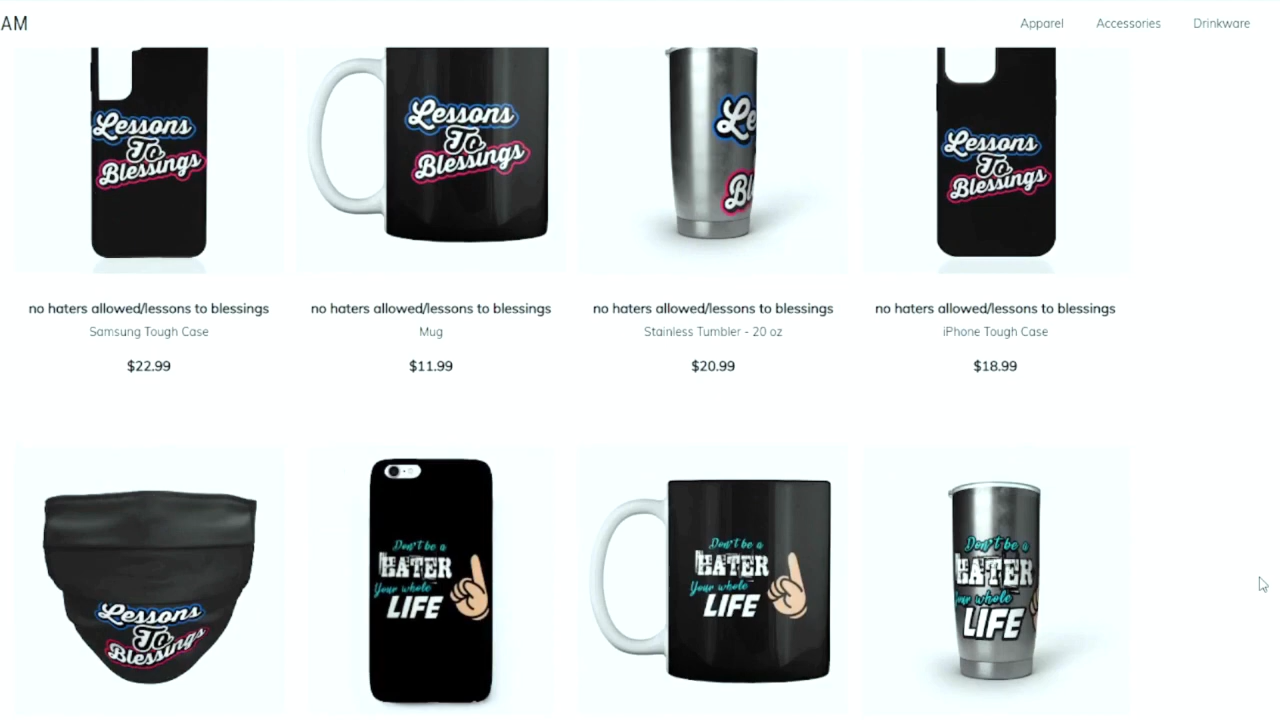 AM
Apparel Accessories Drinkware
Lessons
To
Blessings
Lessons
To
Blessings
Le
Bl
Lessons
To
Blessings
no haters allowed/lessons to blessings
Samsung Tough Case
$22.99
no haters allowed/lessons to blessings
Mug
$11.99
no haters allowed/lessons to blessings
Stainless Tumbler - 20 oz
$20.99
no haters allowed/lessons to blessings
iPhone Tough Case
$18.99
Lessons
To
Blessings
Don't be a
HATER
Your whole
LIFE
Don't be a
HATER
Your whole
LIFE
Don't be a
HATER
Your whole
LIFE